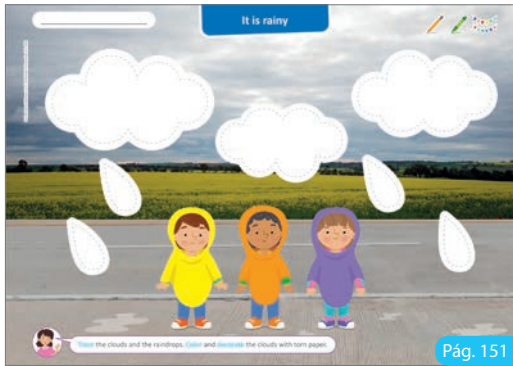 It is rainy
Trace the clouds and the raindrops. Color and decorate the clouds with torn paper.
Pág. 151